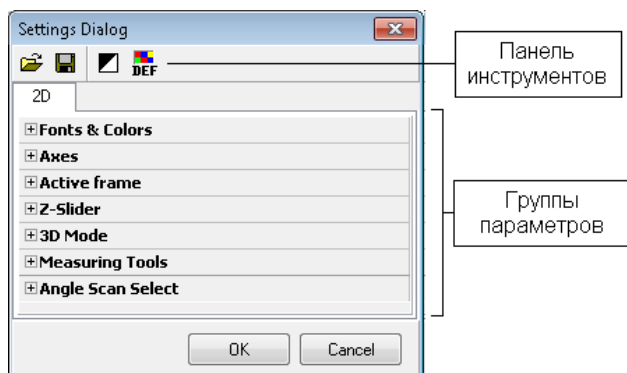 Settings Dialog
DEF
Панель
инструментов
2D
Fonts & Colors
Axes
Active frame
Z-Slider
3D Mode
Measuring Tools
Angle Scan Select
Группы
параметров
OK
Cancel